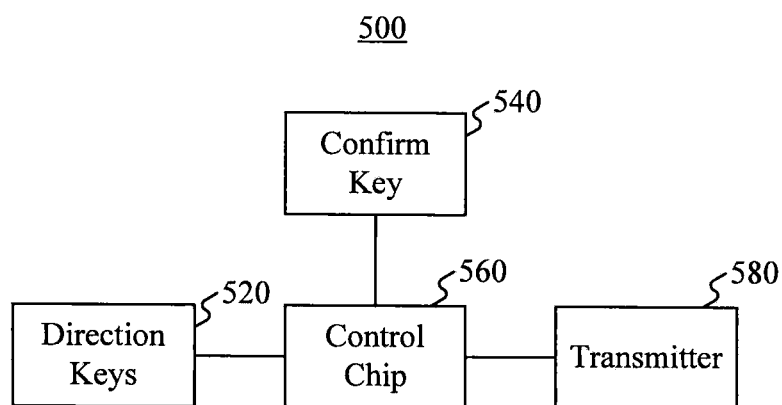 500
540
Confirm
Key
520
560
580
Direction
Keys
Control
Chip
Transmitter